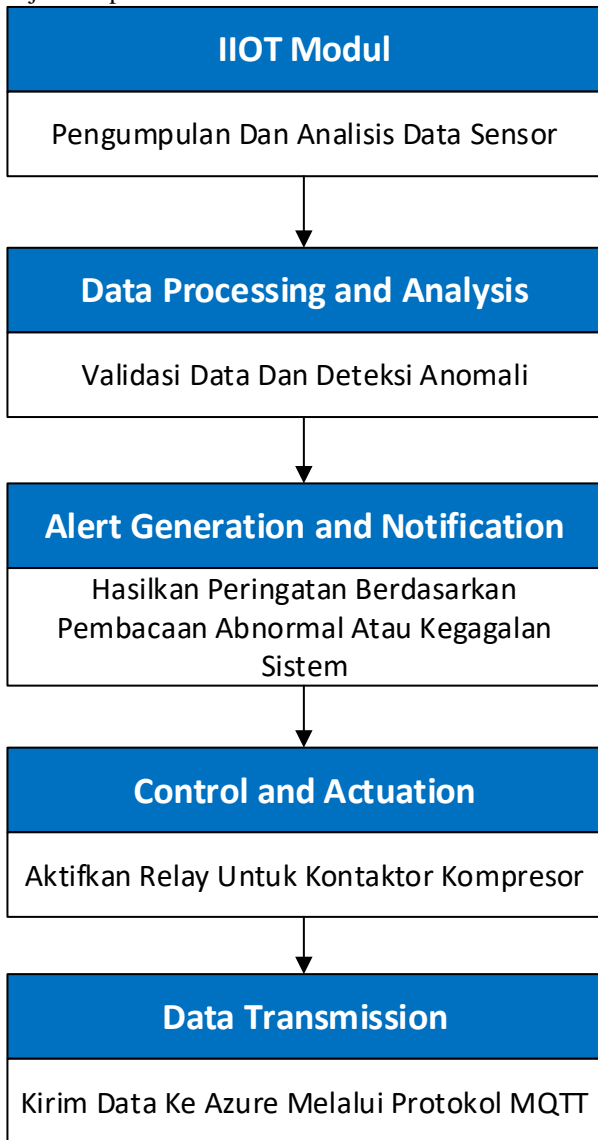 IIOT Modul
Pengumpulan Dan Analisis Data Sensor
Data Processing and Analysis
Validasi Data Dan Deteksi Anomali
Alert Generation and Notification
Hasilkan Peringatan Berdasarkan
Pembacaan Abnormal Atau Kegagalan
Sistem
Control and Actuation
Aktifkan Relay Untuk Kontaktor Kompresor
Data Transmission
Kirim Data Ke Azure Melalui Protokol MQTT